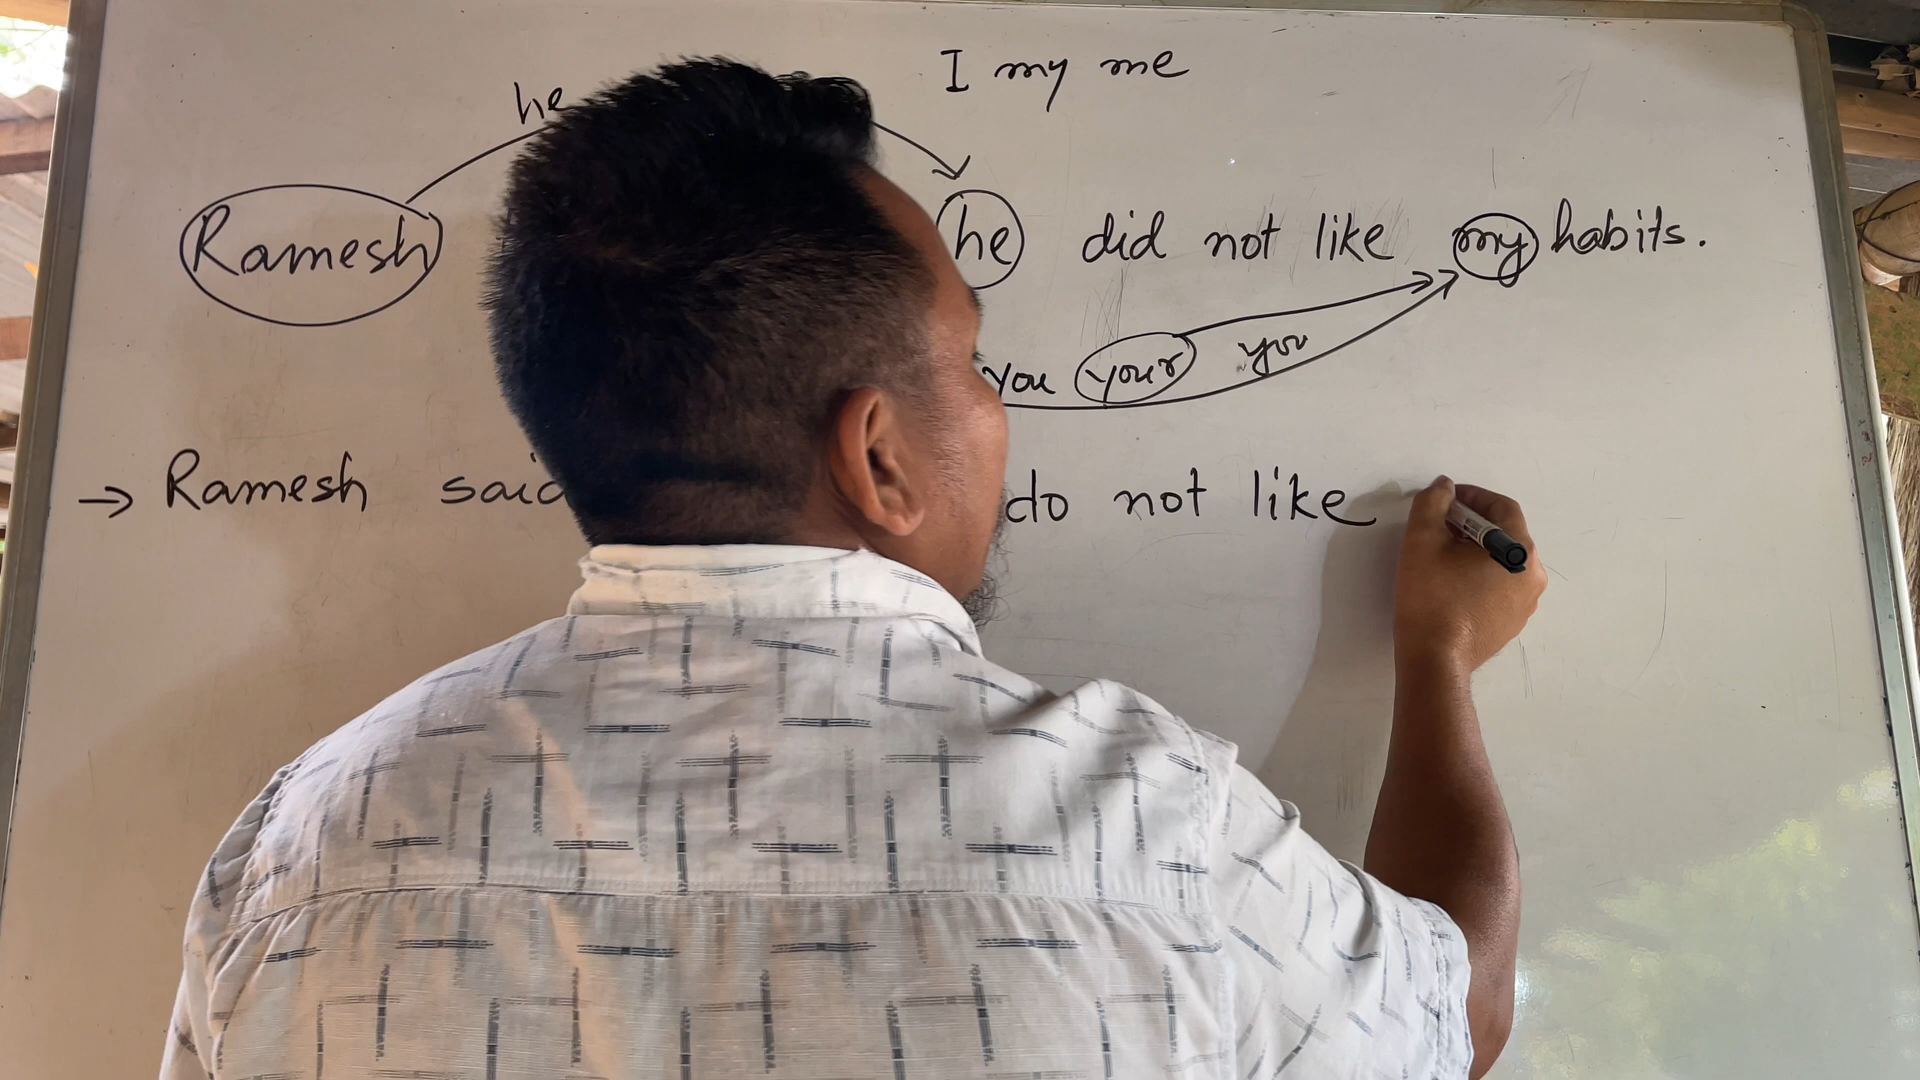 I my me
he
Ramesh he did not like my habits.
you your you
→ Ramesh said do not like